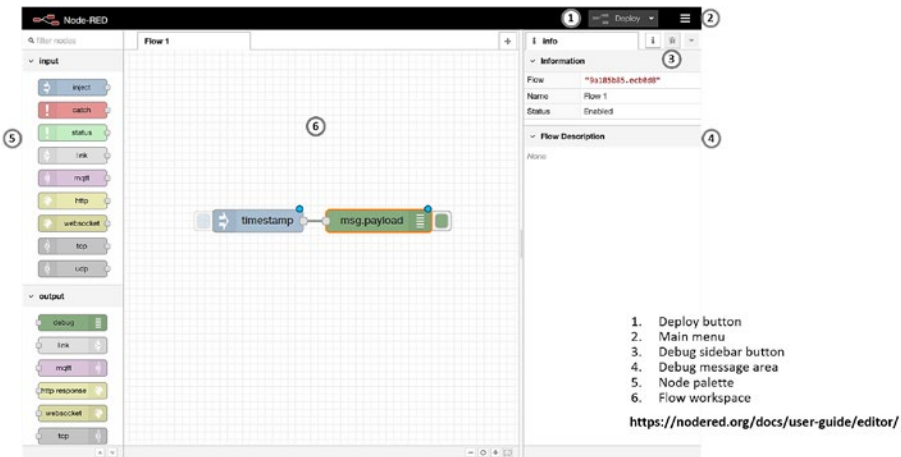 Node-RED
1
Deploy
2
filter nodes
Flow 1
info
3
input
inject
catch
status
link
mqtt
http
websocket
tcp
udp
5
output
debug
link
mqtt
http response
websocket
tcp
6
timestamp
msg.payload
Information
Flow
Name Flow 1
Status Enabled
Flow Description
None
4
1. Deploy button
2. Main menu
3. Debug sidebar button
4. Debug message area
5. Node palette
6. Flow workspace
https://nodered.org/docs/user-guide/editor/